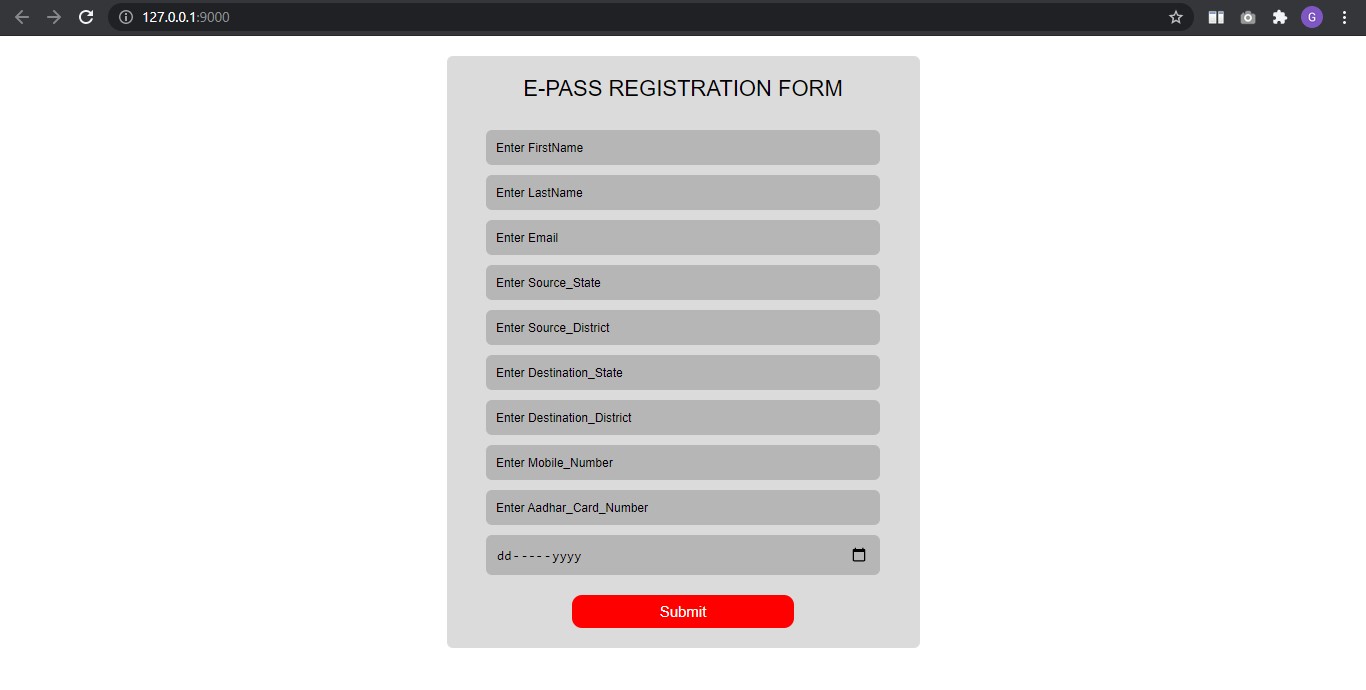 127.0.0.1:9000
G
E-PASS REGISTRATION FORM
Enter FirstName
Enter LastName
Enter Email
Enter Source_State
Enter Source_District
Enter Destination_State
Enter Destination_District
Enter Mobile_Number
Enter Aadhar_Card_Number
dd-----yyyy
Submit